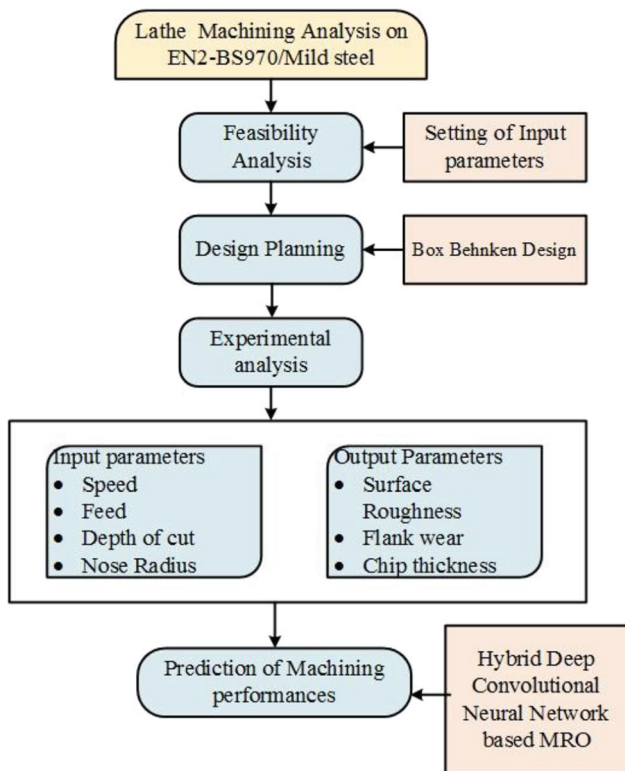 Lathe Machining Analysis on
EN2-BS970/Mild steel
Feasibility
Analysis
Setting of Input
parameters
Design Planning
Box Behnken Design
Experimental
analysis
Input parameters
• Speed
• Feed
• Depth of cut
• Nose Radius
Output Parameters
• Surface
Roughness
• Flank wear
• Chip thickness
Prediction of Machining
performances
Hybrid Deep
Convolutional
Neural Network
based MRO